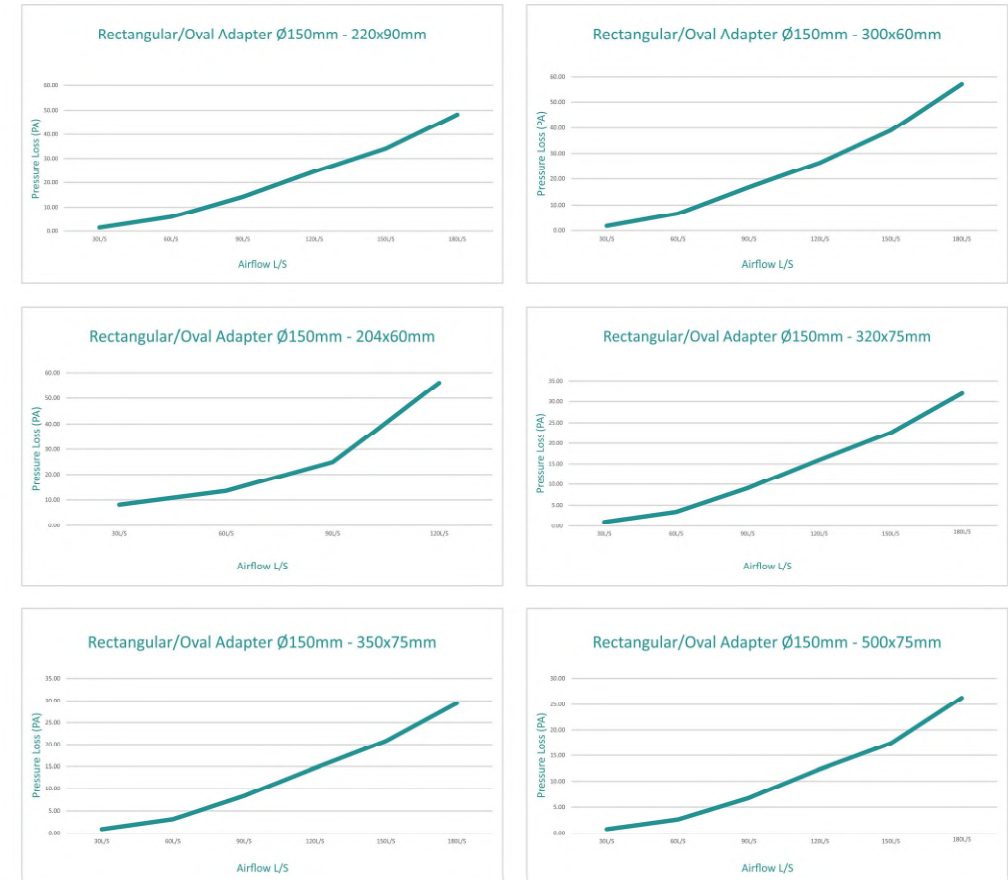 Rectangular/Oval Adapter Ø150mm - 220x90mm
Pressure Loss (PA)
60.00
50.00
40.00
30.00
20.00
10.00
0.00
30L/S 60L/S 90L/S 120L/S 150L/S 180L/S
Airflow L/S
Rectangular/Oval Adapter Ø150mm - 300x60mm
Pressure Loss (PA)
60.00
50.00
40.00
30.00
20.00
10.00
0.00
30L/S 60L/S 90L/S 120L/S 150L/S 180L/S
Airflow L/S
Rectangular/Oval Adapter Ø150mm - 204x60mm
Pressure Loss (PA)
60.00
50.00
40.00
30.00
20.00
10.00
0.00
30L/S 60L/S 90L/S 120L/S
Airflow L/S
Rectangular/Oval Adapter Ø150mm - 320x75mm
Pressure Loss (PA)
35.00
30.00
25.00
20.00
15.00
10.00
5.00
0.00
30L/S 60L/S 90L/S 120L/S 150L/S 180L/S
Airflow L/S
Rectangular/Oval Adapter Ø150mm - 350x75mm
Pressure Loss (PA)
35.00
30.00
25.00
20.00
15.00
10.00
5.00
0.00
30L/S 60L/S 90L/S 120L/S 150L/S 180L/S
Airflow L/S
Rectangular/Oval Adapter Ø150mm - 500x75mm
Pressure Loss (PA)
30.00
25.00
20.00
15.00
10.00
5.00
0.00
30L/S 60L/S 90L/S 120L/S 150L/S 180L/S
Airflow L/S